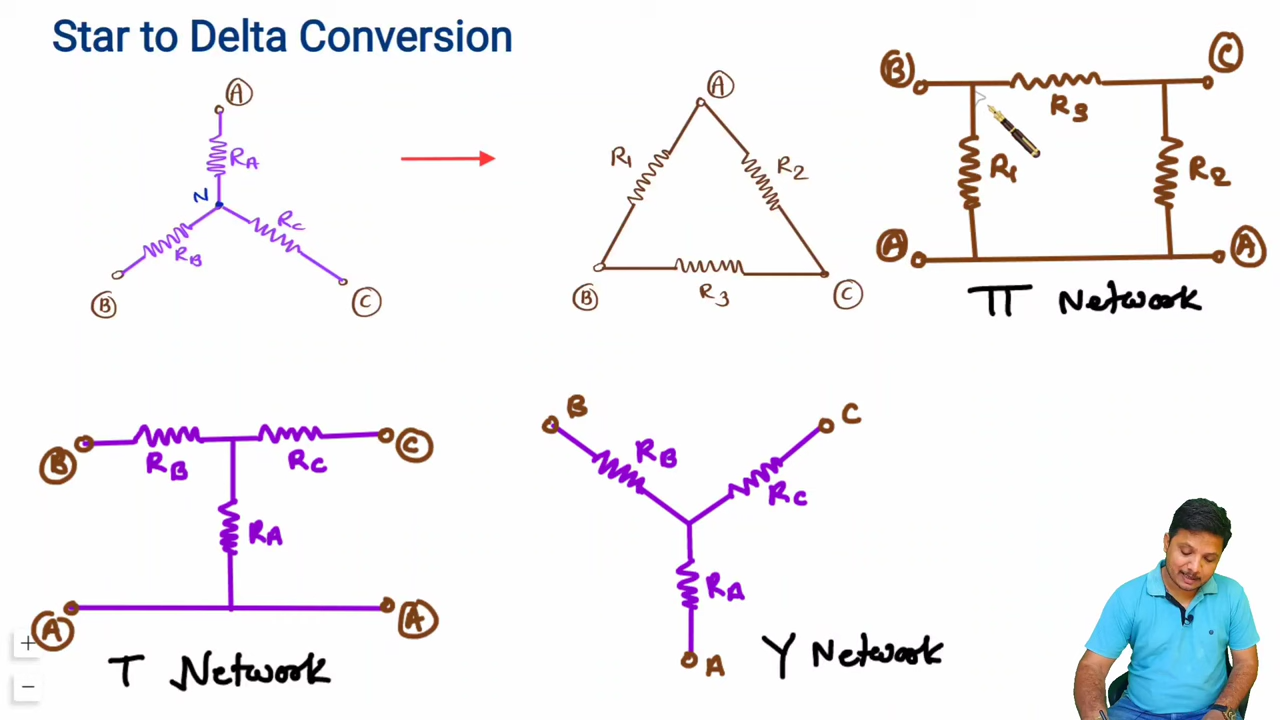 Star to Delta Conversion
A
RA
N
RB
RC
B
C
A
R1
R2
R3
B
C
B
C
R3
R1
R2
A
A
π Network
B
C
RB
RC
RA
A
A
T Network
B
C
RB
RC
RA
A
Y Network
+
−